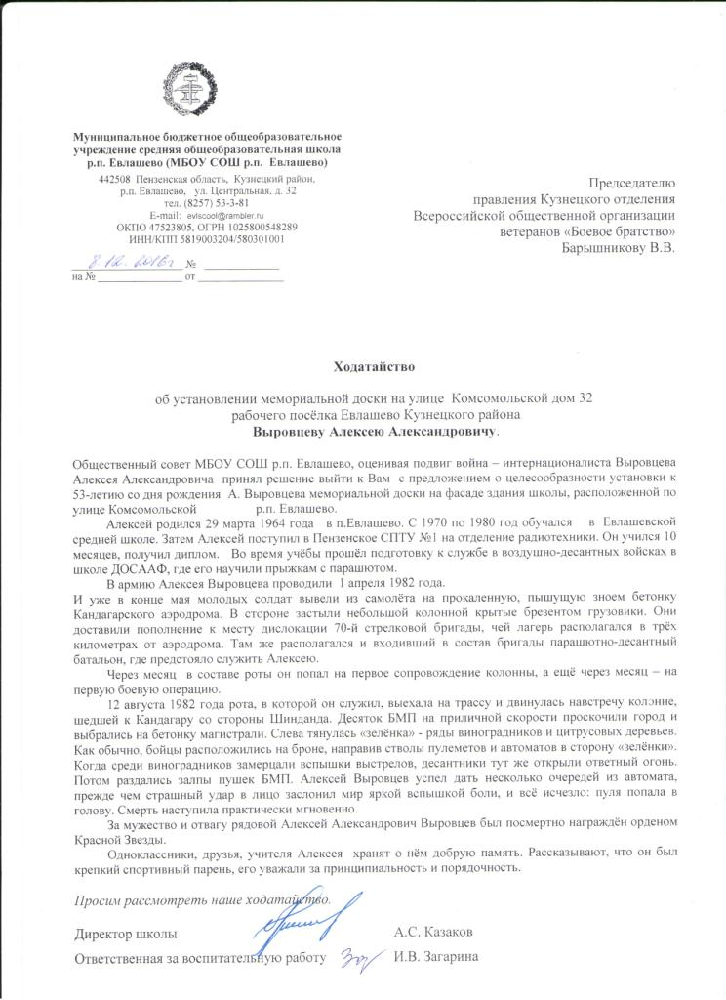 Муниципальное бюджетное общеобразовательное
учреждение средняя общеобразовательная школа
р.п. Евлашево (МБОУ СОШ р.п. Евлашево)
442508 Пензенская область, Кузнецкий район,
р.п. Евлашево, ул. Центральная, д. 32
тел. (8257) 53-3-81
E-mail: evlscool@rambler.ru
ОКПО 47523805, ОГРН 1025800548289
ИНН/КПП 5819003204/580301001
8.12.2016г №
на № от
Председателю
правления Кузнецкого отделения
Всероссийской общественной организации
ветеранов «Боевое братство»
Барышникову В.В.
Ходатайство
об установлении мемориальной доски на улице Комсомольской дом 32
рабочего посёлка Евлашево Кузнецкого района
Выровцеву Алексею Александровичу.
Общественный совет МБОУ СОШ р.п. Евлашево, оценивая подвиг война – интернационалиста Выровцева
Алексея Александровича принял решение выйти к Вам с предложением о целесообразности установки к
53-летию со дня рождения А. Выровцева мемориальной доски на фасаде здания школы, расположенной по
улице Комсомольской р.п. Евлашево.
Алексей родился 29 марта 1964 года в п.Евлашево. С 1970 по 1980 год обучался в Евлашевской
средней школе. Затем Алексей поступил в Пензенское СПТУ №1 на отделение радиотехники. Он учился 10
месяцев, получил диплом. Во время учёбы прошёл подготовку к службе в воздушно-десантных войсках в
школе ДОСААФ, где его научили прыжкам с парашютом.
В армию Алексея Выровцева проводили 1 апреля 1982 года.
И уже в конце мая молодых солдат вывели из самолёта на прокаленную, пышущую зноем бетонку
Кандагарского аэродрома. В стороне застыли небольшой колонной крытые брезентом грузовики. Они
доставили пополнение к месту дислокации 70-й стрелковой бригады, чей лагерь располагался в трёх
километрах от аэродрома. Там же располагался и входивший в состав бригады парашютно-десантный
батальон, где предстояло служить Алексею.
Через месяц в составе роты он попал на первое сопровождение колонны, а ещё через месяц – на
первую боевую операцию.
12 августа 1982 года рота, в которой он служил, выехала на трассу и двинулась навстречу колонне,
шедшей к Кандагару со стороны Шинданда. Десяток БМП на приличной скорости проскочили город и
выбрались на бетонку магистрали. Слева тянулась «зелёнка» - ряды виноградников и цитрусовых деревьев.
Как обычно, бойцы расположились на броне, направив стволы пулеметов и автоматов в сторону «зелёнки».
Когда среди виноградников замерцали вспышки выстрелов, десантники тут же открыли ответный огонь.
Потом раздались залпы пушек БМП. Алексей Выровцев успел дать несколько очередей из автомата,
прежде чем страшный удар в лицо заслонил мир яркой вспышкой боли, и всё исчезло: пуля попала в
голову. Смерть наступила практически мгновенно.
За мужество и отвагу рядовой Алексей Александрович Выровцев был посмертно награждён орденом
Красной Звезды.
Одноклассники, друзья, учителя Алексея хранят о нём добрую память. Рассказывают, что он был
крепкий спортивный парень, его уважали за принципиальность и порядочность.
Просим рассмотреть наше ходатайство.
Директор школы А.С. Казаков
Ответственная за воспитательную работу И.В. Загарина